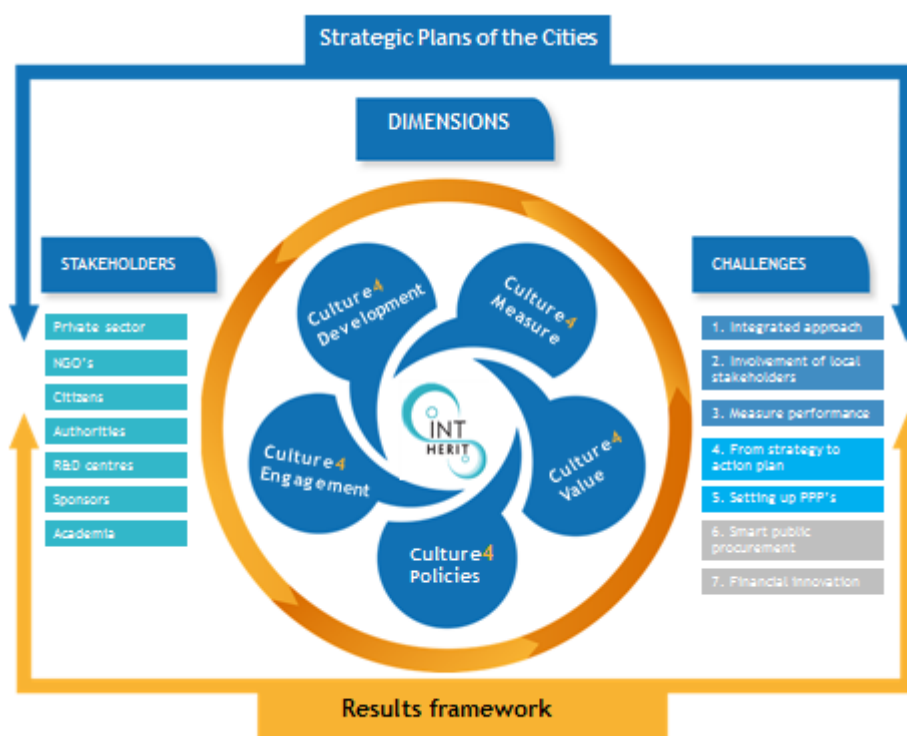 Strategic Plans of the Cities
DIMENSIONS
STAKEHOLDERS
Private sector
NGO's
Citizens
Authorities
R&D centres
Sponsors
Academia
Culture4
Development
Culture4
Measure
Culture4
Engagement
INT
HERIT
Culture4
Value
Culture4
Policies
CHALLENGES
1. Integrated approach
2. Involvement of local
stakeholders
3. Measure performance
4. From strategy to
action plan
5. Setting up PPP's
6. Smart public
procurement
7. Financial innovation
Results framework